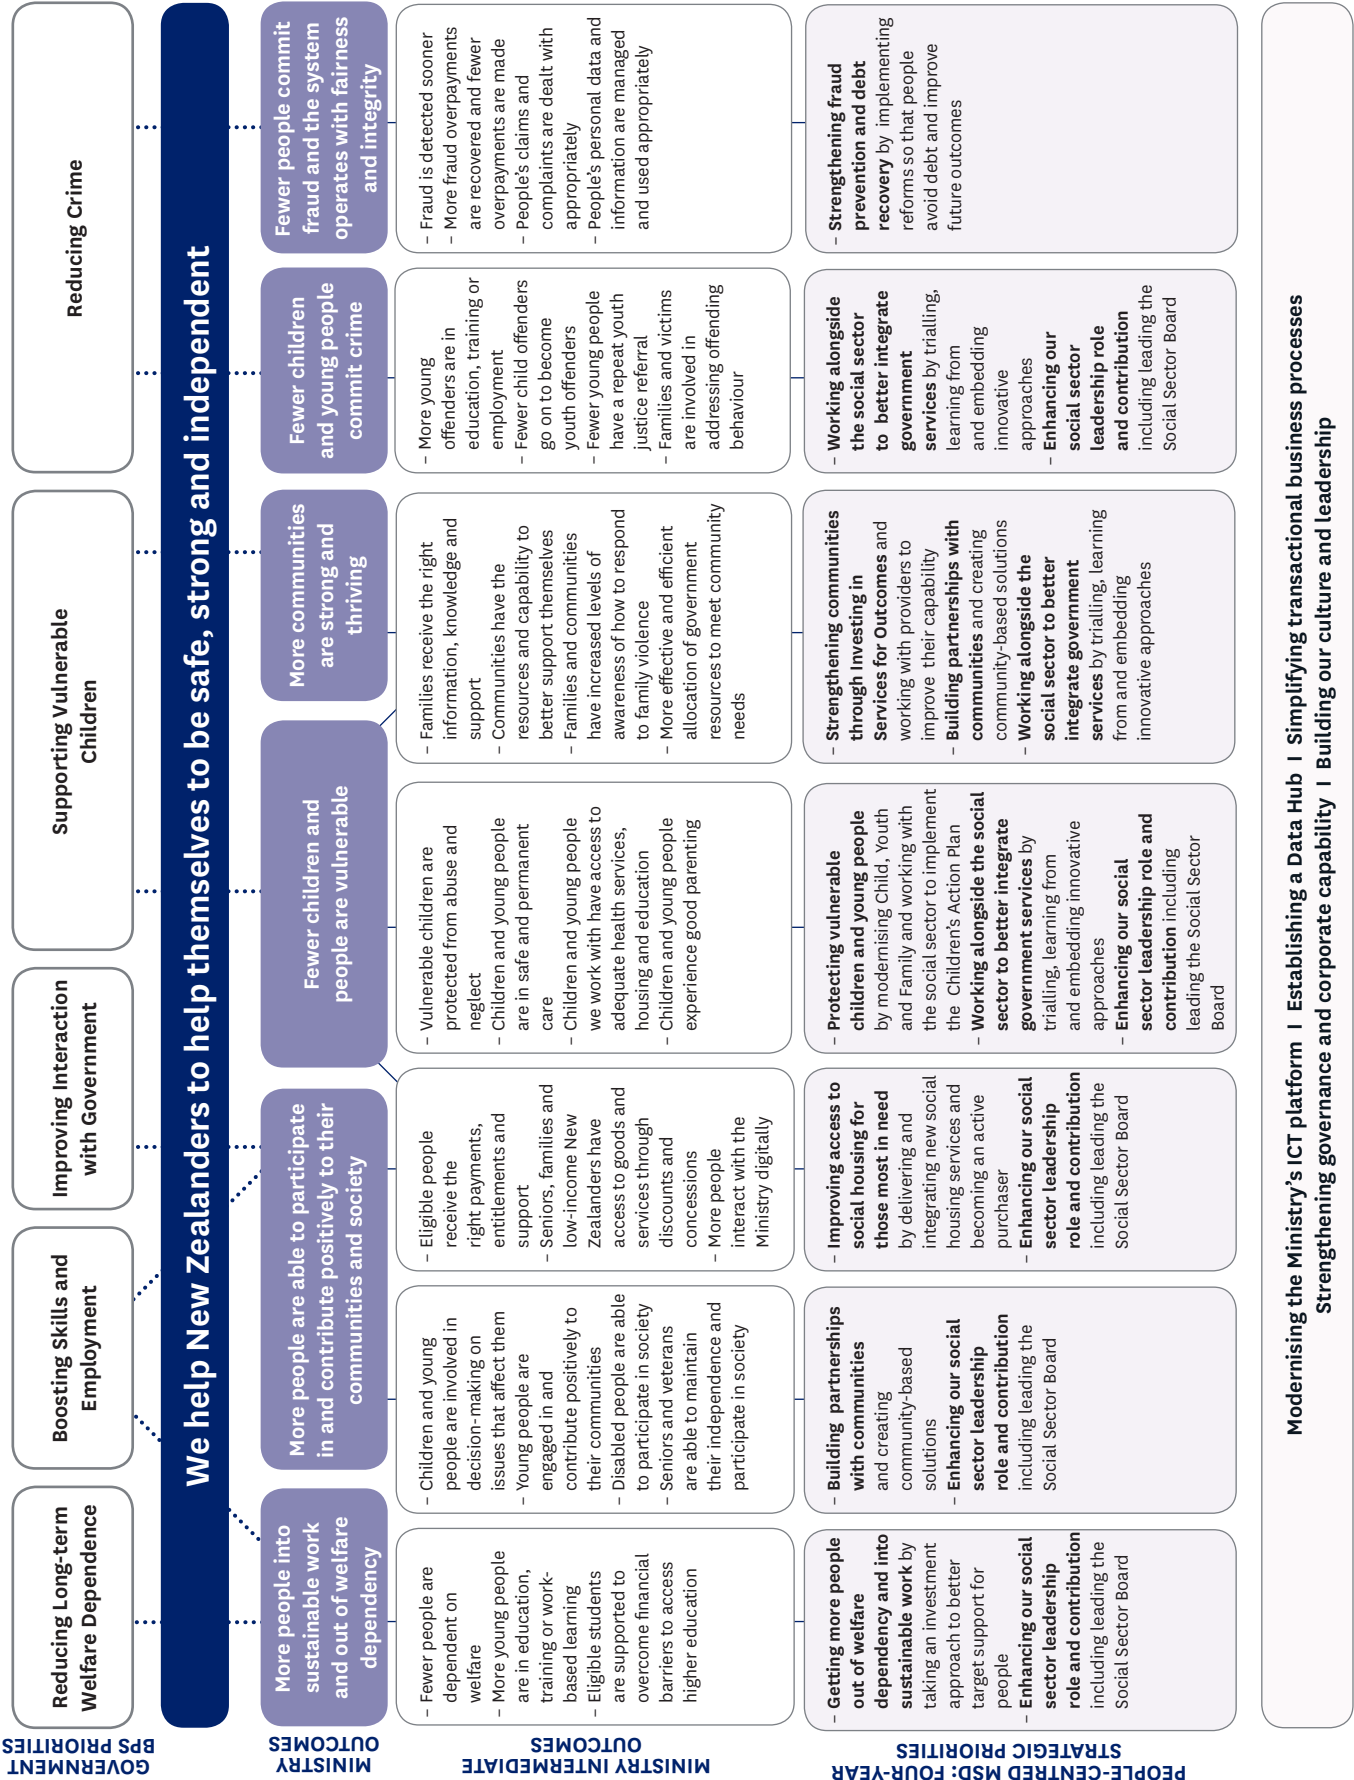 GOVERNMENT
BPS PRIORITIES
Reducing Long-term
Welfare Dependence
Boosting Skills and
Employment
Improving Interaction
with Government
Supporting Vulnerable
Children
Reducing Crime
We help New Zealanders to help themselves to be safe, strong and independent
MINISTRY
OUTCOMES
More people into
sustainable work
and out of welfare
dependency
More people are able to participate
in and contribute positively to their
communities and society
Fewer children and
people are vulnerable
More communities
are strong and
thriving
Fewer children
and young people
commit crime
Fewer people commit
fraud and the system
operates with fairness
and integrity
MINISTRY INTERMEDIATE
OUTCOMES
– Fewer people are
dependent on
welfare
– More young people
are in education,
training or work-
based learning
– Eligible students
are supported to
overcome financial
barriers to access
higher education
– Children and young
people are involved in
decision-making on
issues that affect them
– Young people are
engaged in and
contribute positively to
their communities
– Disabled people are able
to participate in society
– Seniors and veterans
are able to maintain
their independence and
participate in society
– Eligible people
receive the
right payments,
entitlements and
support
– Seniors, families and
low-income New
Zealanders have
access to goods and
services through
discounts and
concessions
– More people
interact with the
Ministry digitally
– Vulnerable children are
protected from abuse and
neglect
– Children and young people
are in safe and permanent
care
– Children and young people
we work with have access to
adequate health services,
housing and education
– Children and young people
experience good parenting
– Families receive the right
information, knowledge and
support
– Communities have the
resources and capability to
better support themselves
– Families and communities
have increased levels of
awareness of how to respond
to family violence
– More effective and efficient
allocation of government
resources to meet community
needs
– More young
offenders are in
education, training or
employment
– Fewer child offenders
go on to become
youth offenders
– Fewer young people
have a repeat youth
justice referral
– Families and victims
are involved in
addressing offending
behaviour
– Fraud is detected sooner
– More fraud overpayments
are recovered and fewer
overpayments are made
– People's claims and
complaints are dealt with
appropriately
– People's personal data and
information are managed
and used appropriately
PEOPLE-CENTRED MSD: FOUR-YEAR
STRATEGIC PRIORITIES
– Getting more people
out of welfare
dependency and into
sustainable work by
taking an investment
approach to better
target support for
people
– Enhancing our social
sector leadership
role and contribution
including leading the
Social Sector Board
– Building partnerships
with communities
and creating
community-based
solutions
– Enhancing our social
sector leadership
role and contribution
including leading the
Social Sector Board
– Improving access to
social housing for
those most in need
by delivering and
integrating new social
housing services and
becoming an active
purchaser
– Enhancing our social
sector leadership
role and contribution
including leading the
Social Sector Board
– Protecting vulnerable
children and young people
by modernising Child, Youth
and Family and working with
the social sector to implement
the Children's Action Plan
– Working alongside the social
sector to better integrate
government services by
trialling, learning from
and embedding innovative
approaches
– Enhancing our social
sector leadership role and
contribution including
leading the Social Sector
Board
– Strengthening communities
through Investing in
Services for Outcomes and
working with providers to
improve their capability
– Building partnerships with
communities and creating
community-based solutions
– Working alongside the
social sector to better
integrate government
services by trialling, learning
from and embedding
innovative approaches
– Working alongside
the social sector
to better integrate
government
services by trialling,
learning from
and embedding
innovative
approaches
– Enhancing our
social sector
leadership role
and contribution
including leading the
Social Sector Board
– Strengthening fraud
prevention and debt
recovery by implementing
reforms so that people
avoid debt and improve
future outcomes
Modernising the Ministry's ICT platform I Establishing a Data Hub I Simplifying transactional business processes
Strengthening governance and corporate capability I Building our culture and leadership